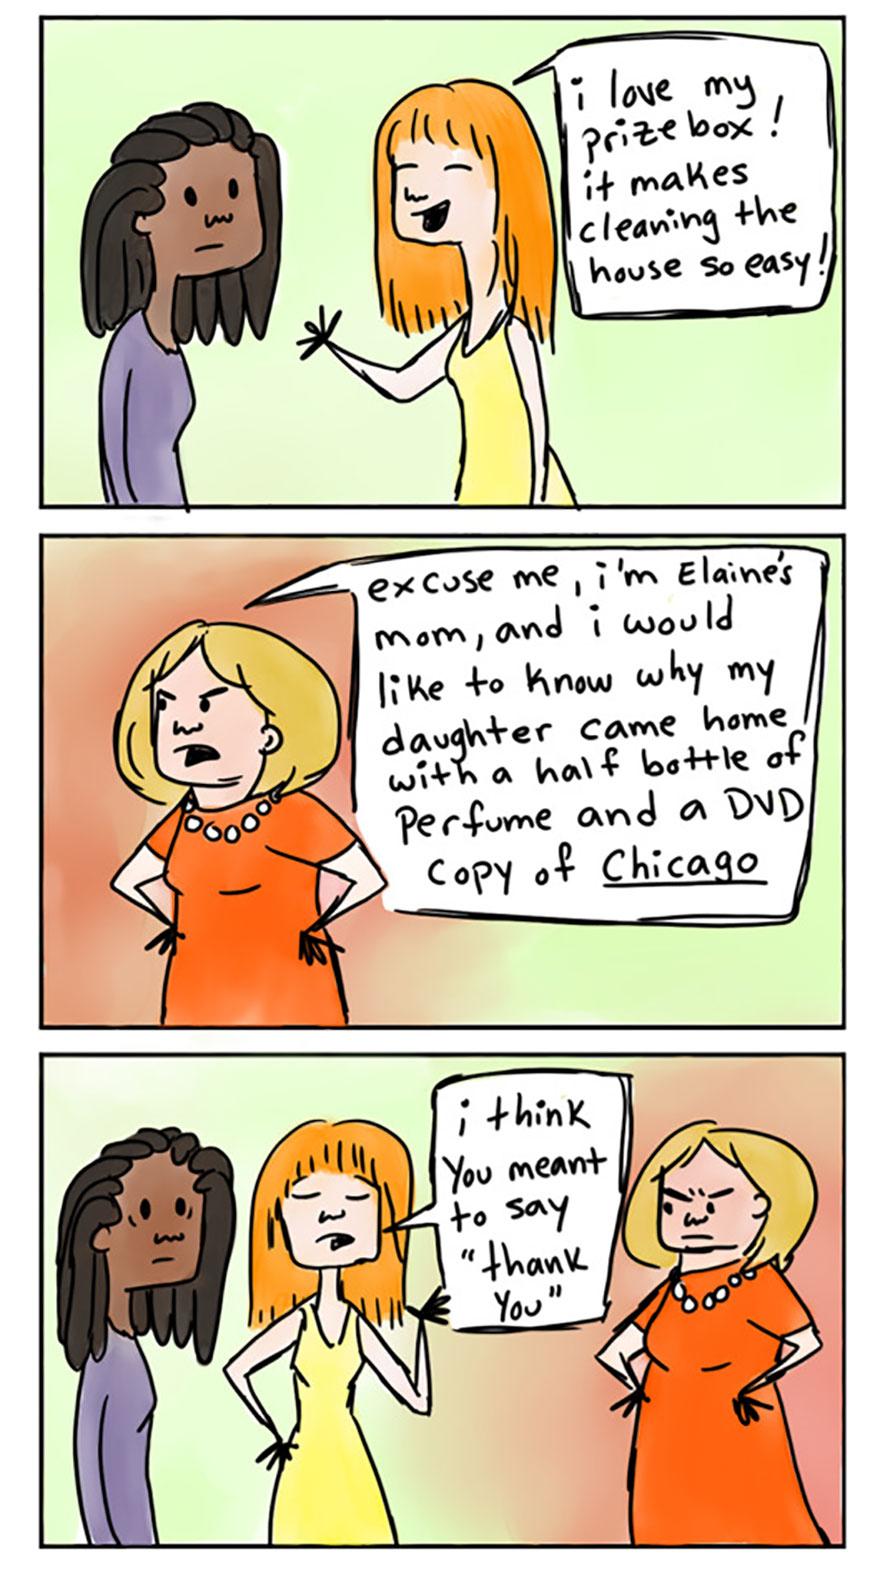 i love my
prize box!
it makes
cleaning the
house so easy!
excuse me, i'm Elaine's
mom, and i would
like to know why my
daughter came home
with a half bottle of
Perfume and a DVD
copy of Chicago
i think
You meant
to say
"thank
You"